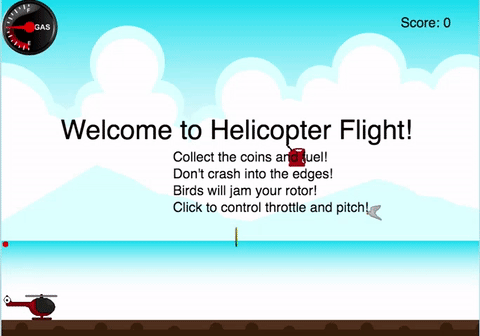 GAS
Score: 0
Welcome to Helicopter Flight!
Collect the coins and fuel!
Don't crash into the edges!
Birds will jam your rotor!
Click to control throttle and pitch!